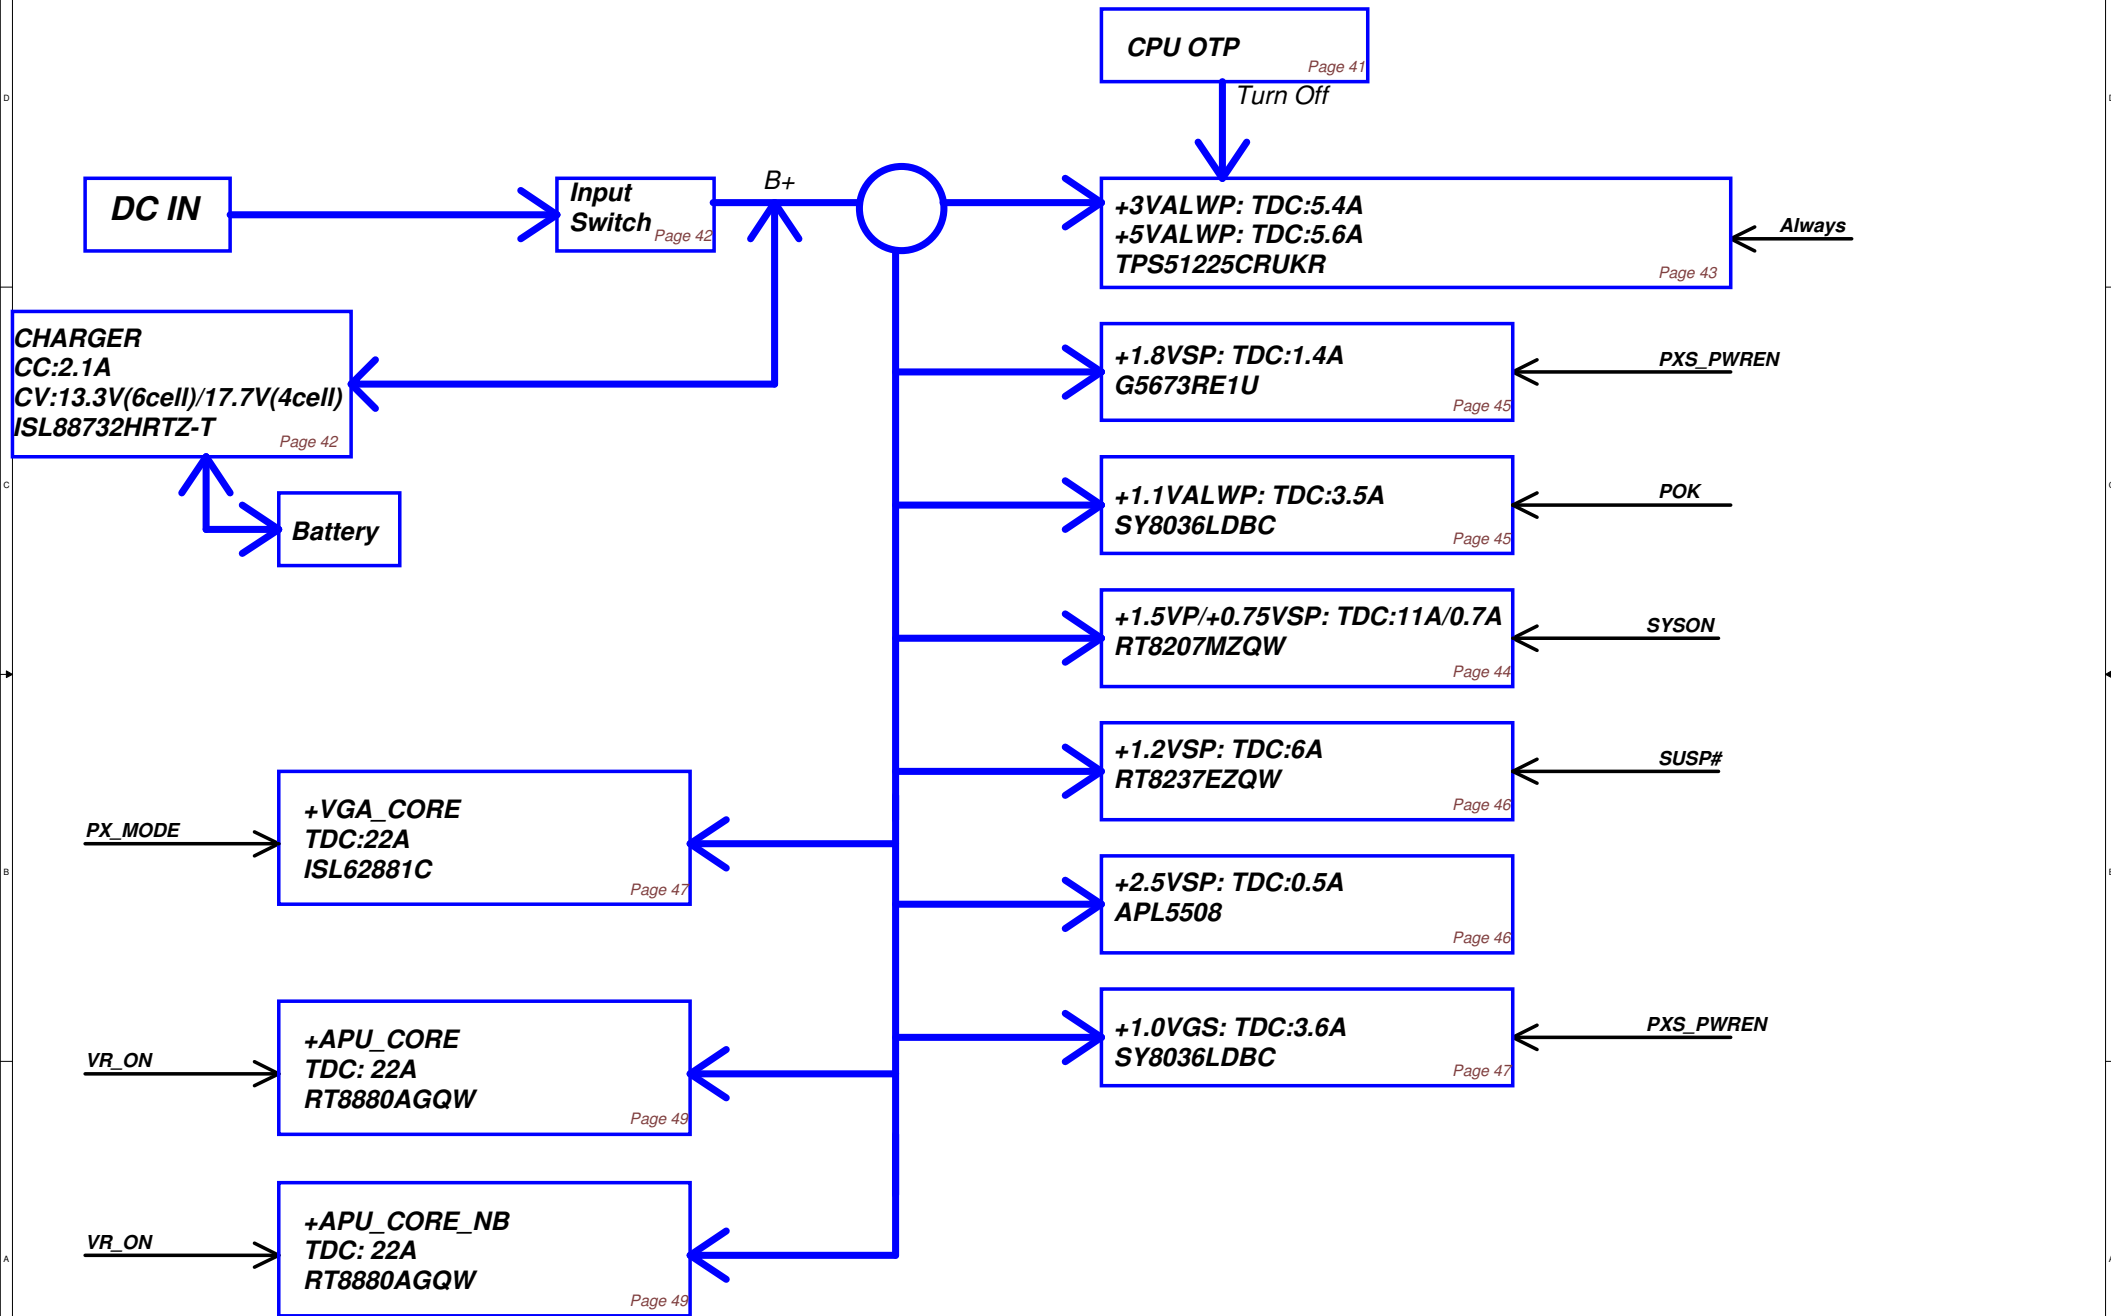 CPU OTP
Page 41
Turn Off
D
DC IN
Input
Switch
Page 42
B+
+3VALWP: TDC:5.4A
+5VALWP: TDC:5.6A
TPS51225CRUKR
Page 43
Always
CHARGER
CC:2.1A
CV:13.3V(6cell)/17.7V(4cell)
ISL88732HRTZ-T
Page 42
+1.8VSP: TDC:1.4A
G5673RE1U
Page 45
PXS_PWREN
C
Battery
+1.1VALWP: TDC:3.5A
SY8036LDBC
Page 45
POK
+1.5VP/+0.75VSP: TDC:11A/0.7A
RT8207MZQW
Page 44
SYSON
+1.2VSP: TDC:6A
RT8237EZQW
Page 46
SUSP#
PX_MODE
+VGA_CORE
TDC:22A
ISL62881C
Page 47
B
+2.5VSP: TDC:0.5A
APL5508
Page 46
VR_ON
+APU_CORE
TDC: 22A
RT8880AGQW
Page 49
+1.0VGS: TDC:3.6A
SY8036LDBC
Page 47
PXS_PWREN
VR_ON
+APU_CORE_NB
TDC: 22A
RT8880AGQW
Page 49
A